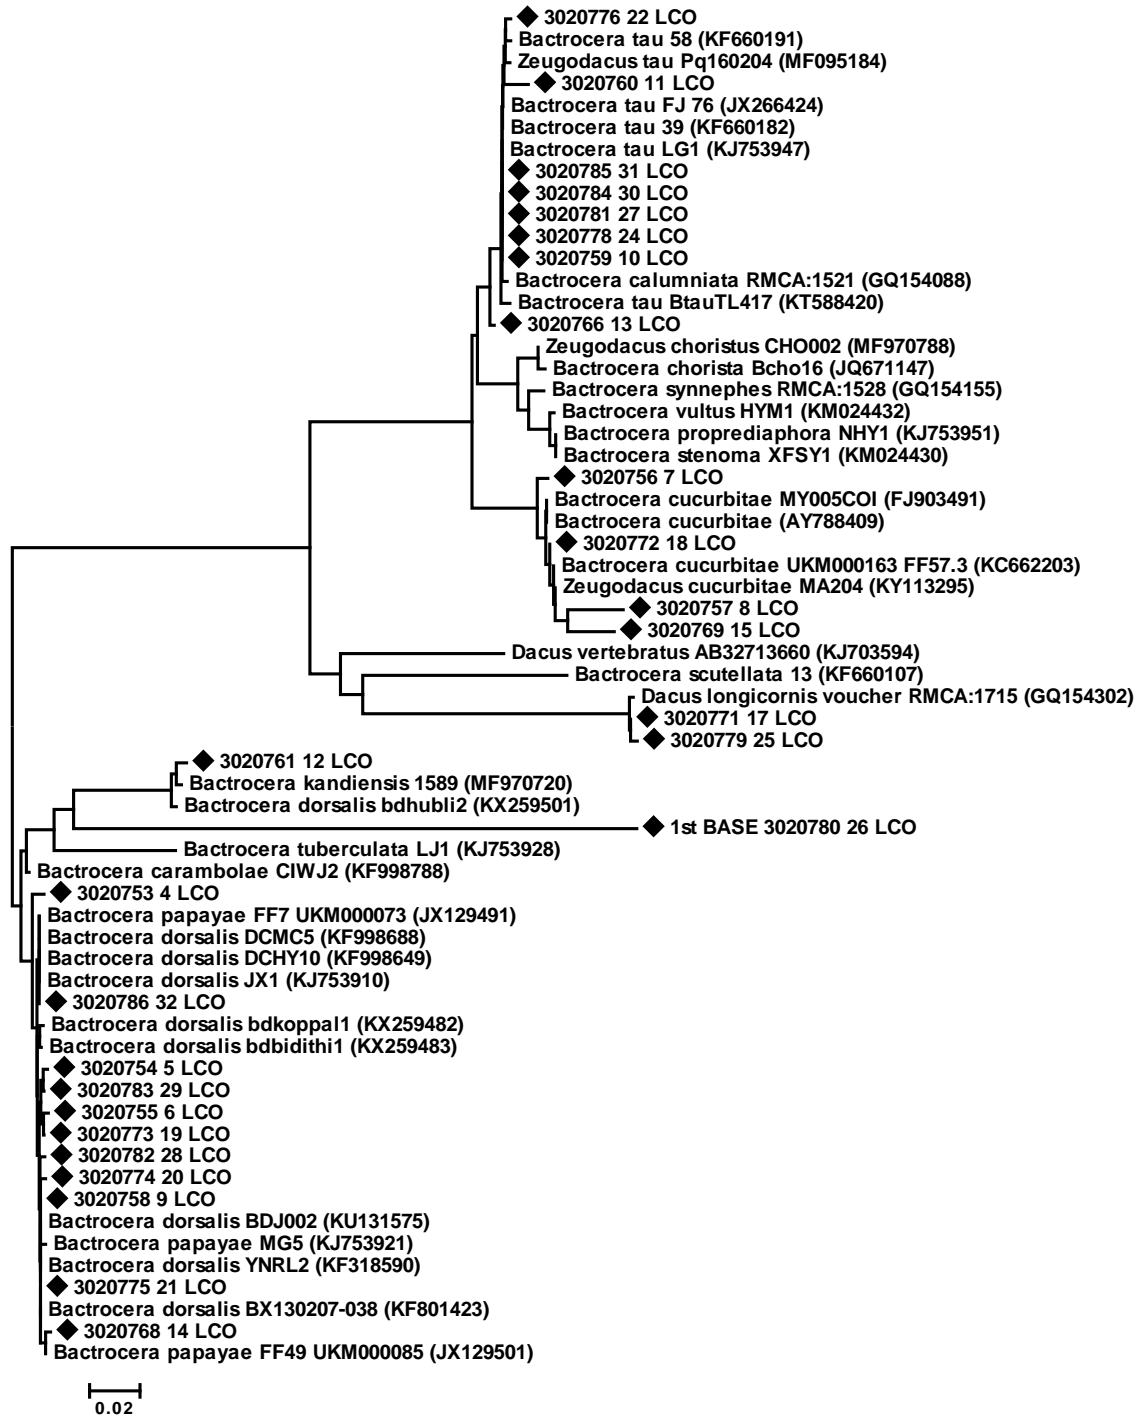 3020776 22 LCO
Bactrocera tau 58 (KF660191)
Zeugodacus tau Pq160204 (MF095184)
3020760 11 LCO
Bactrocera tau FJ 76 (JX266424)
Bactrocera tau 39 (KF660182)
Bactrocera tau LG1 (KJ753947)
3020785 31 LCO
3020784 30 LCO
3020781 27 LCO
3020778 24 LCO
3020759 10 LCO
Bactrocera calumniata RMCA:1521 (GQ154088)
Bactrocera tau BtauTL417 (KT588420)
3020766 13 LCO
Zeugodacus choristus CHO002 (MF970788)
Bactrocera chorista Bcho16 (JQ671147)
Bactrocera synnephes RMCA:1528 (GQ154155)
Bactrocera vultus HYM1 (KM024432)
Bactrocera proprediaphora NHY1 (KJ753951)
Bactrocera stenoma XFSY1 (KM024430)
3020756 7 LCO
Bactrocera cucurbitae MY005COI (FJ903491)
Bactrocera cucurbitae (AY788409)
3020772 18 LCO
Bactrocera cucurbitae UKM000163 FF57.3 (KC662203)
Zeugodacus cucurbitae MA204 (KY113295)
3020757 8 LCO
3020769 15 LCO
Dacus vertebratus AB32713660 (KJ703594)
Bactrocera scutellata 13 (KF660107)
Dacus longicornis voucher RMCA:1715 (GQ154302)
3020771 17 LCO
3020779 25 LCO
3020761 12 LCO
Bactrocera kandiensis 1589 (MF970720)
Bactrocera dorsalis bdhubli2 (KX259501)
1st BASE 3020780 26 LCO
Bactrocera tuberculata LJ1 (KJ753928)
Bactrocera carambolae CIWJ2 (KF998788)
3020753 4 LCO
Bactrocera papayae FF7 UKM000073 (JX129491)
Bactrocera dorsalis DCMC5 (KF998688)
Bactrocera dorsalis DCHY10 (KF998649)
Bactrocera dorsalis JX1 (KJ753910)
3020786 32 LCO
Bactrocera dorsalis bdkoppal1 (KX259482)
Bactrocera dorsalis bdbidithi1 (KX259483)
3020754 5 LCO
3020783 29 LCO
3020755 6 LCO
3020773 19 LCO
3020782 28 LCO
3020774 20 LCO
3020758 9 LCO
Bactrocera dorsalis BDJ002 (KU131575)
Bactrocera papayae MG5 (KJ753921)
Bactrocera dorsalis YNRL2 (KF318590)
3020775 21 LCO
Bactrocera dorsalis BX130207-038 (KF801423)
3020768 14 LCO
Bactrocera papayae FF49 UKM000085 (JX129501)
0.02